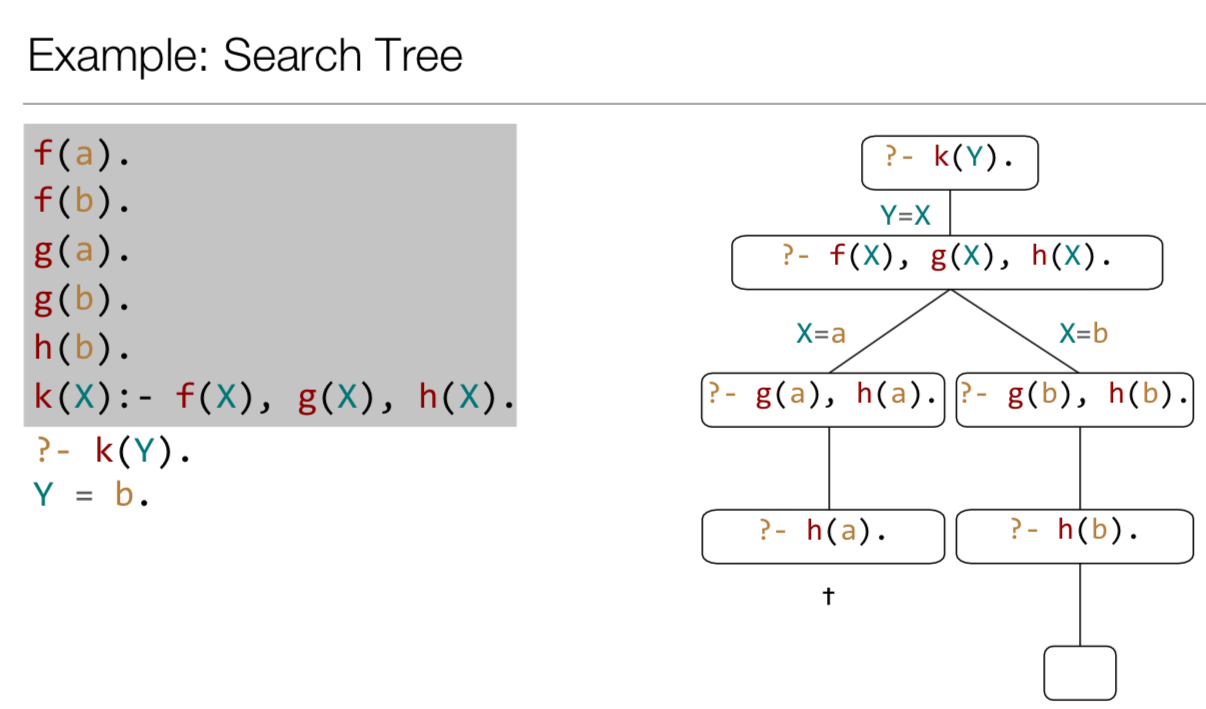 Example: Search Tree
f(a).
f(b).
g(a).
g(b).
h(b).
k(X):- f(X), g(X), h(X).
?- k(Y).
Y = b.
?- k(Y).
Y=X
?- f(X), g(X), h(X).
X=a
X=b
?- g(a), h(a).
?- g(b), h(b).
?- h(a).
?- h(b).
†